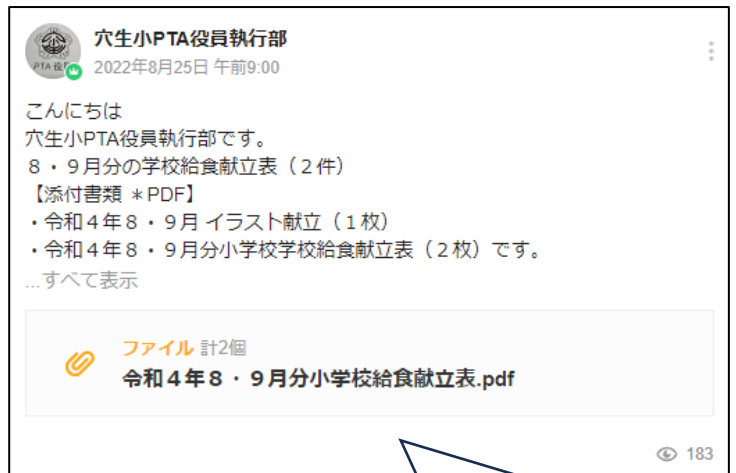 穴生小PTA役員執行部
2022年8月25日 午前9:00
こんにちは
穴生小PTA役員執行部です。
８・９月分の学校給食献立表（２件）
【添付書類 ＊PDF】
・令和４年８・９月 イラスト献立（１枚）
・令和４年８・９月分小学校学校給食献立表（２枚）です。
...すべて表示
ファイル 計2個
令和４年８・９月分小学校給食献立表.pdf
183